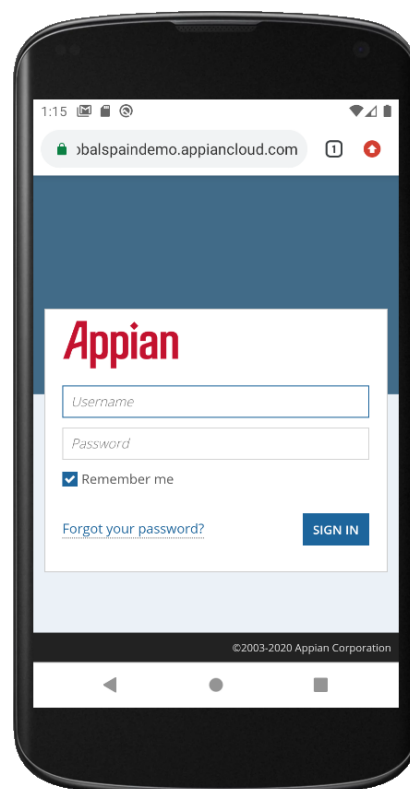 1:15
obalspaindemo.appiancloud.com 1
Appian
Username
Password
Remember me
Forgot your password? SIGN IN
©2003-2020 Appian Corporation